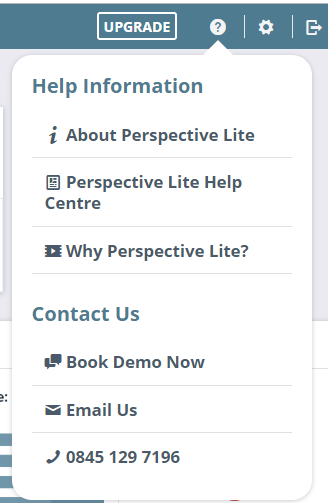 UPGRADE
Help Information
About Perspective Lite
Perspective Lite Help
Centre
Why Perspective Lite?
Contact Us
Book Demo Now
Email Us
0845 129 7196
e: